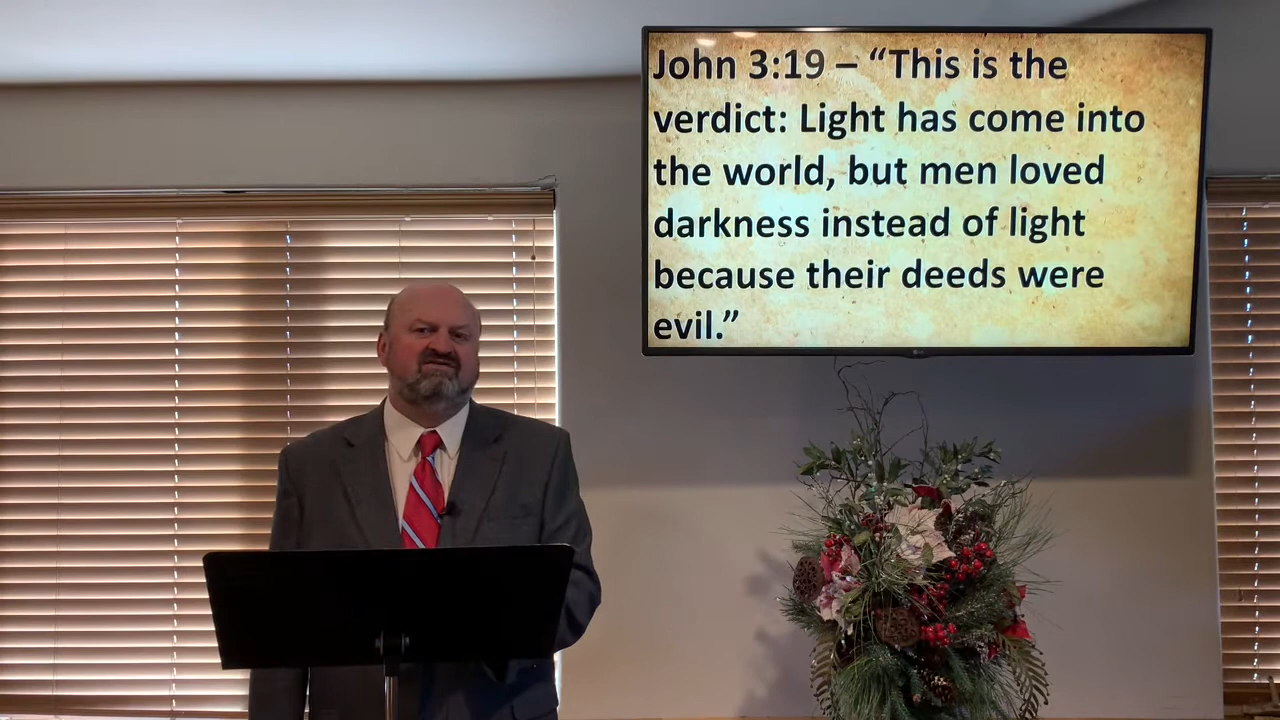 John 3:19 – “This is the
verdict: Light has come into
the world, but men loved
darkness instead of light
because their deeds were
evil.”